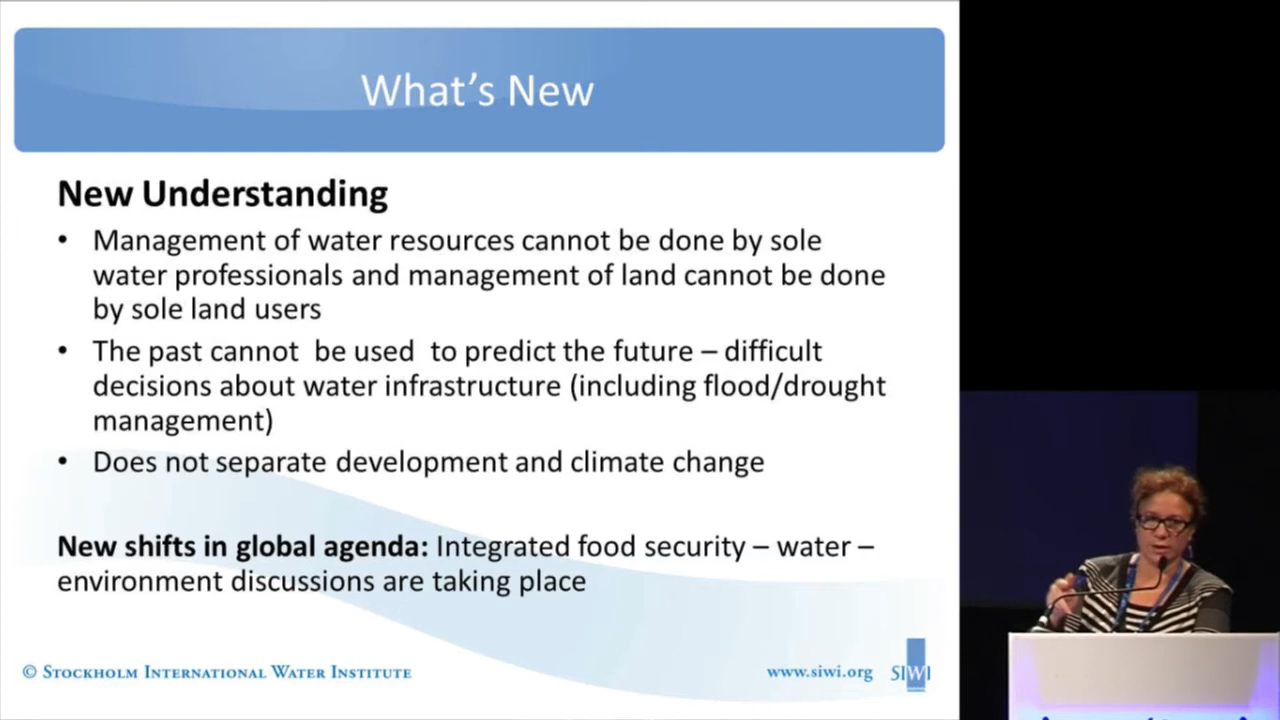 What's New
New Understanding
• Management of water resources cannot be done by sole
water professionals and management of land cannot be done
by sole land users
• The past cannot be used to predict the future – difficult
decisions about water infrastructure (including flood/drought
management)
• Does not separate development and climate change
New shifts in global agenda: Integrated food security – water –
environment discussions are taking place
© STOCKHOLM INTERNATIONAL WATER INSTITUTE
www.siwi.org
SIWI